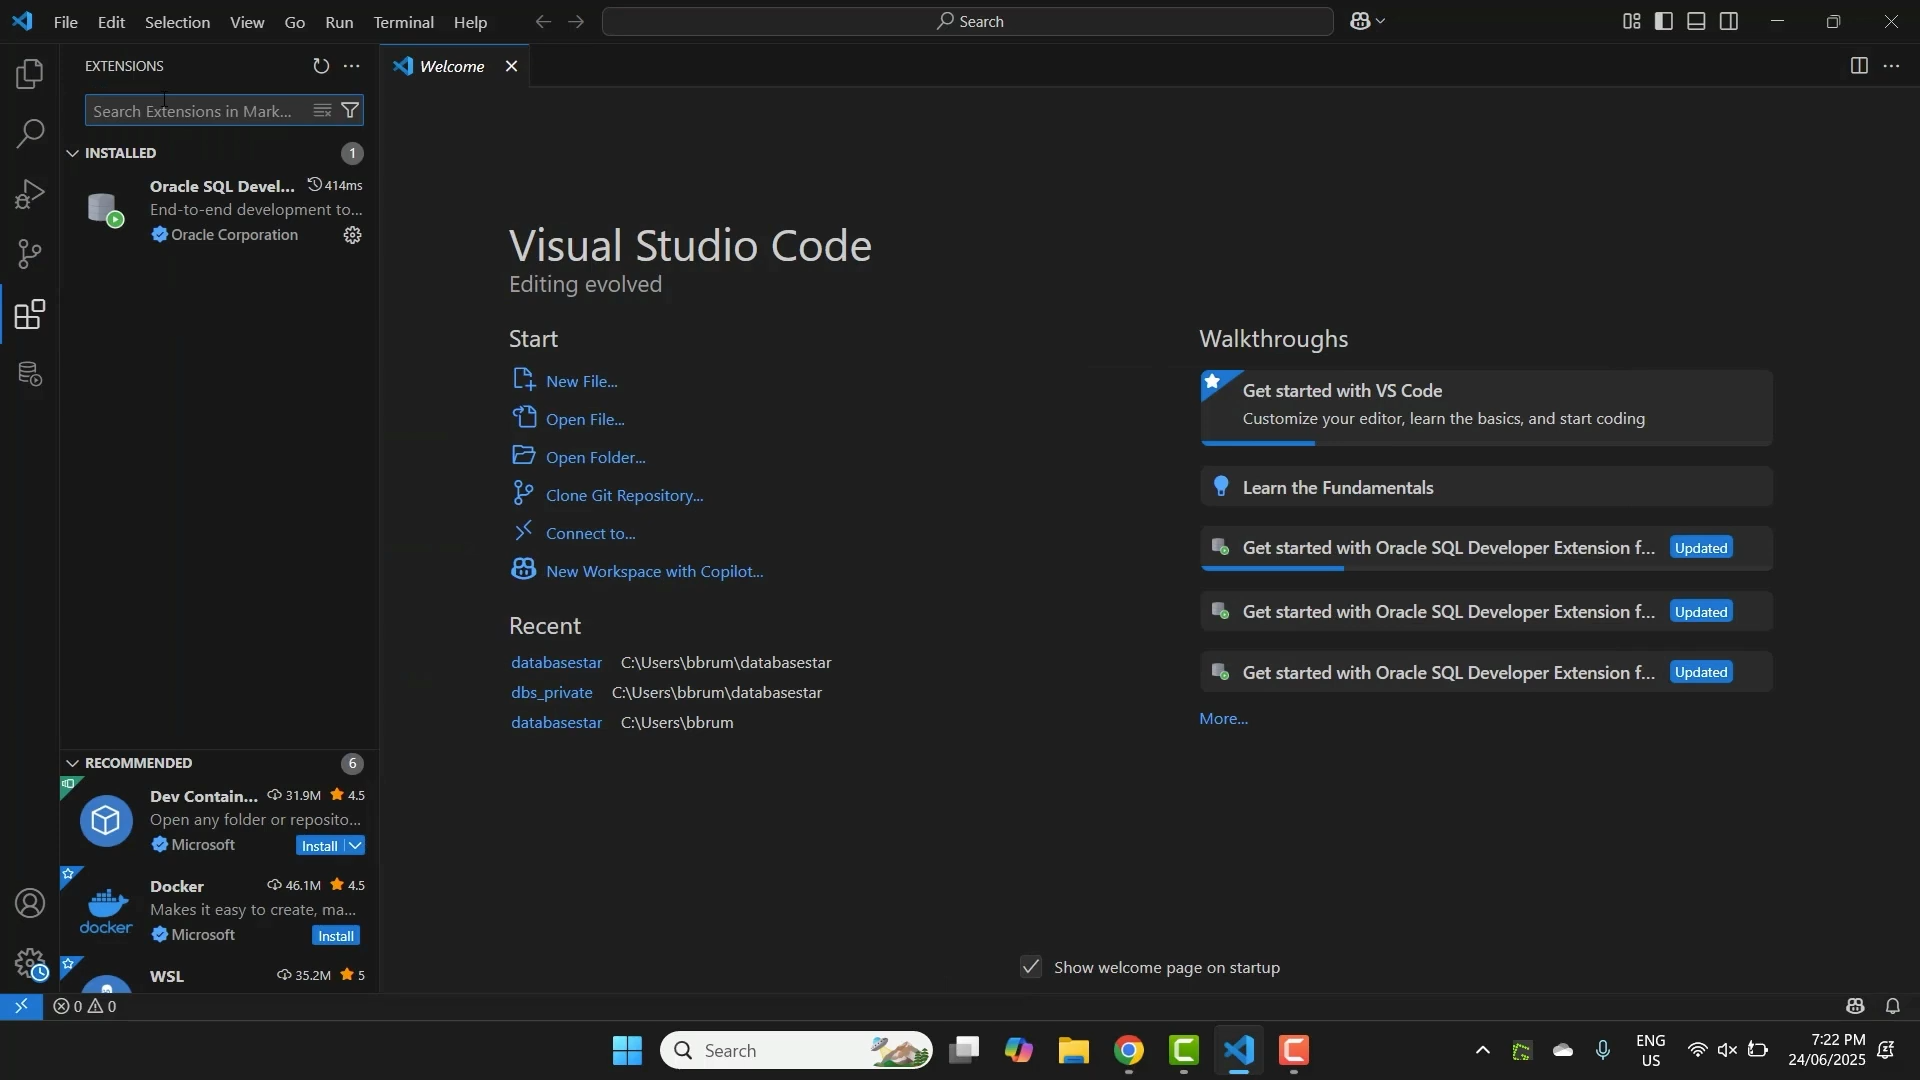 File Edit Selection View Go Run Terminal Help
Search
EXTENSIONS
Welcome
Search Extensions in Mark...
INSTALLED 1
Oracle SQL Devel... 414ms
End-to-end development to...
Oracle Corporation
Visual Studio Code
Editing evolved
Start
New File...
Open File...
Open Folder...
Clone Git Repository...
Connect to...
New Workspace with Copilot...
Recent
databasestar C:\Users\bbrum\databasestar
dbs_private C:\Users\bbrum\databasestar
databasestar C:\Users\bbrum
Walkthroughs
Get started with VS Code
Customize your editor, learn the basics, and start coding
Learn the Fundamentals
Get started with Oracle SQL Developer Extension f... Updated
Get started with Oracle SQL Developer Extension f... Updated
Get started with Oracle SQL Developer Extension f... Updated
More...
RECOMMENDED 6
Dev Contain... 31.9M 4.5
Open any folder or reposito...
Microsoft Install
Docker 46.1M 4.5
Makes it easy to create, ma...
docker
Microsoft Install
WSL 35.2M 5
Show welcome page on startup
0 0
Search
ENG
US
7:22 PM
24/06/2025